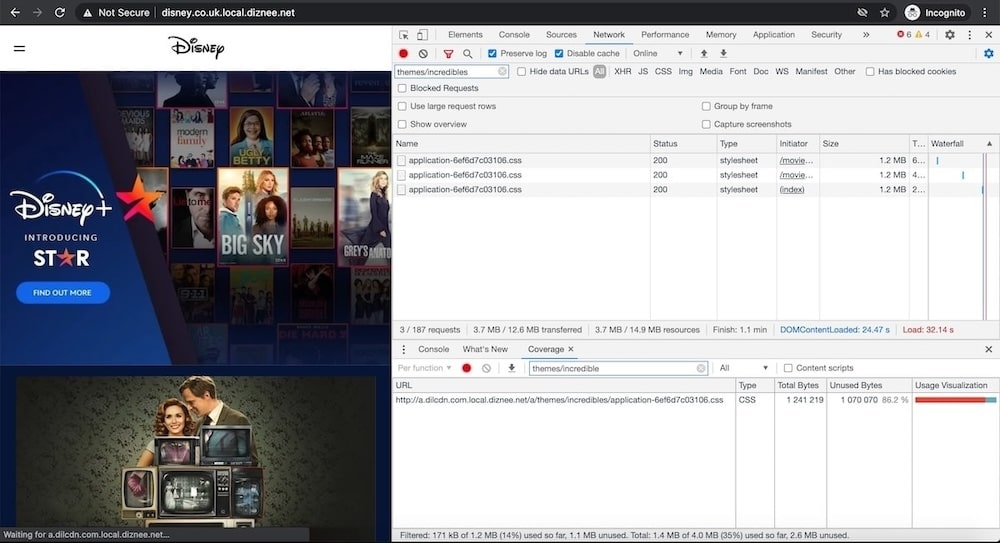 Not Secure | disney.co.uk.local.diznee.net
Incognito
Disney
modern family
UGLY BETTY
THE MAZE RUNNER
Disney+
INTRODUCING
STAR
FIND OUT MORE
BIG SKY
GREY'S ANATO
9-1-1
DIE HARD 2
Waiting for a.dilcdn.com.local.diznee.net...
Elements Console Sources Network Performance Memory Application Security » 6 4
Preserve log Disable cache Online
themes/incredibles Hide data URLs All XHR JS CSS Img Media Font Doc WS Manifest Other Has blocked cookies
Blocked Requests
Use large request rows Group by frame
Show overview Capture screenshots
Name Status Type Initiator Size T... Waterfall
application-6ef6d7c03106.css 200 stylesheet /movie... 1.2 MB 6...
application-6ef6d7c03106.css 200 stylesheet /movie... 1.2 MB 4...
application-6ef6d7c03106.css 200 stylesheet (index) 1.2 MB 2...
3 / 187 requests 3.7 MB / 12.6 MB transferred 3.7 MB / 14.9 MB resources Finish: 1.1 min DOMContentLoaded: 24.47 s Load: 32.14 s
Console What's New Coverage ×
Per function themes/incredible All Content scripts
URL Type Total Bytes Unused Bytes Usage Visualization
http://a.dilcdn.com.local.diznee.net/a/themes/incredibles/application-6ef6d7c03106.css CSS 1 241 219 1 070 070 86.2 %
Filtered: 171 kB of 1.2 MB (14%) used so far, 1.1 MB unused. Total: 1.4 MB of 4.0 MB (35%) used so far, 2.6 MB unused.